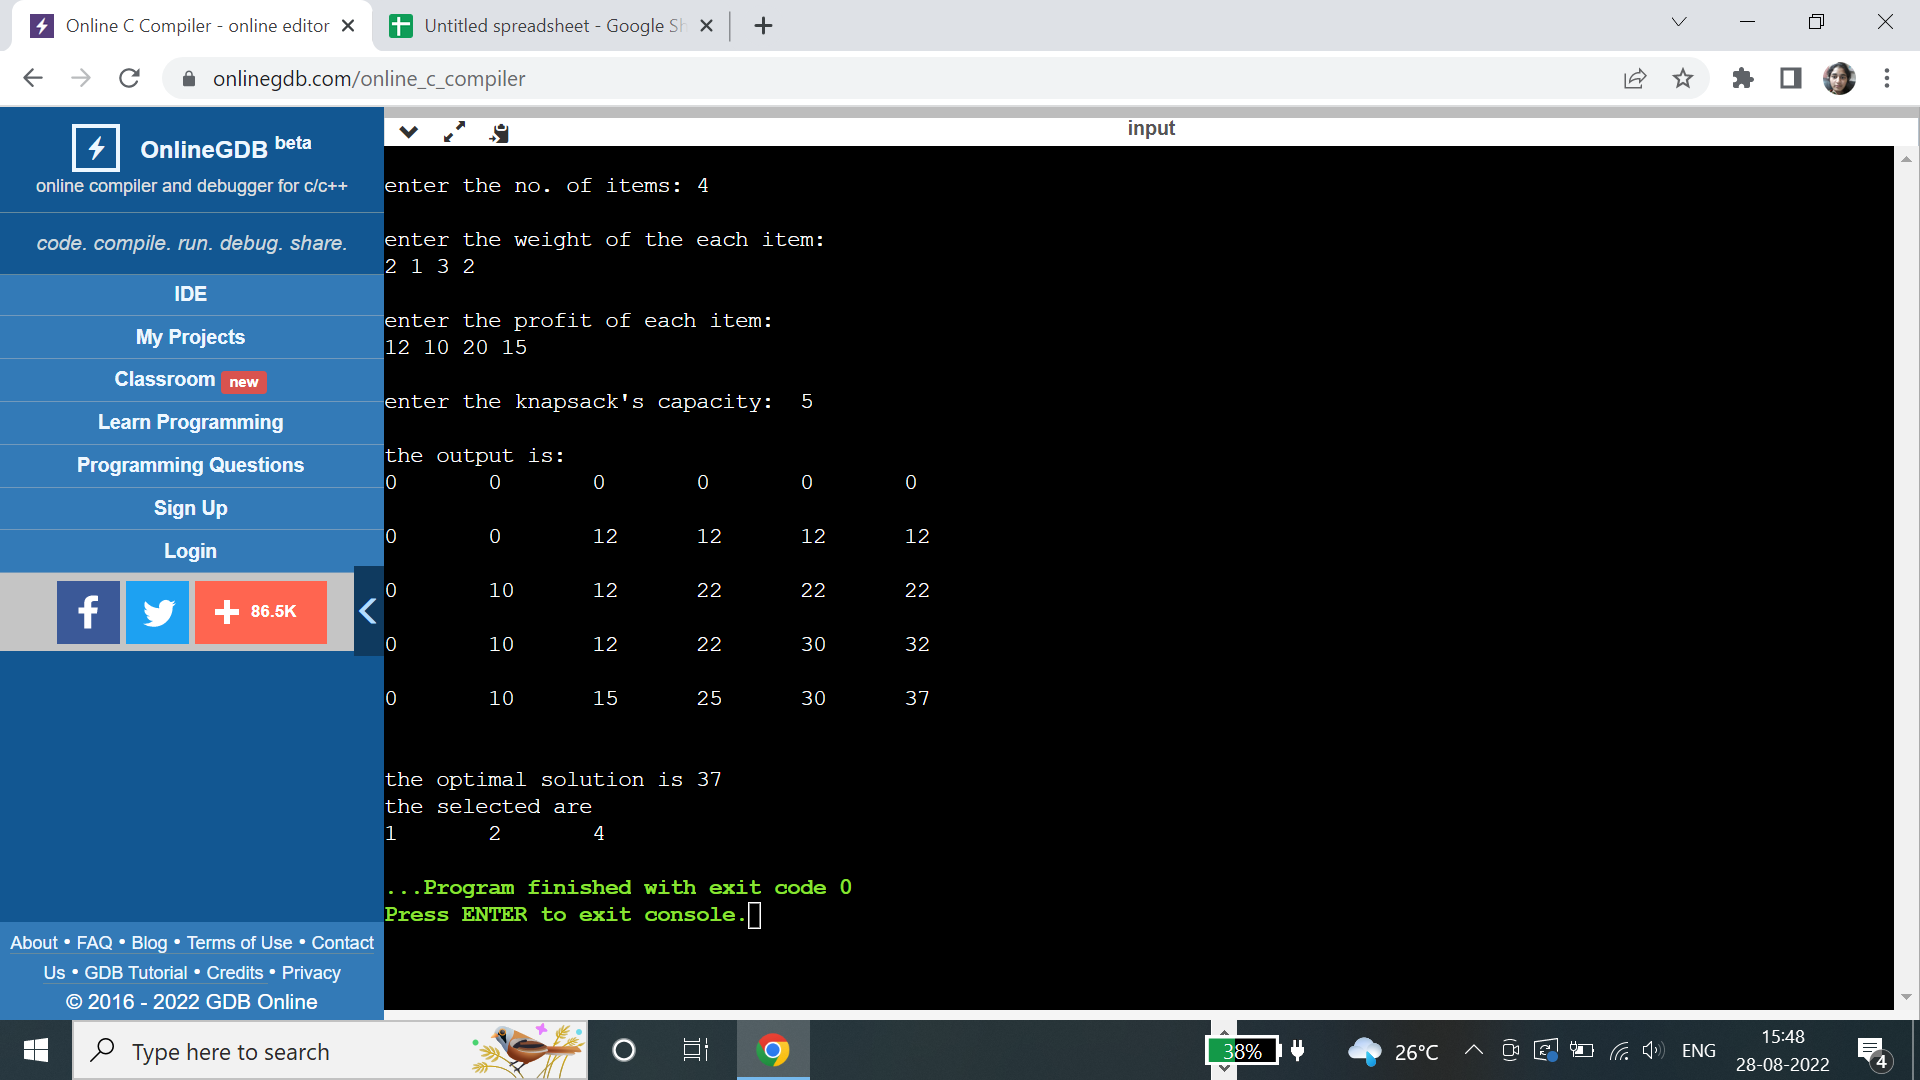 Online C Compiler - online editor
Untitled spreadsheet - Google Sh
onlinegdb.com/online_c_compiler
OnlineGDB beta
online compiler and debugger for c/c++
code. compile. run. debug. share.
IDE
My Projects
Classroom new
Learn Programming
Programming Questions
Sign Up
Login
f
86.5K
About • FAQ • Blog • Terms of Use • Contact
Us • GDB Tutorial • Credits • Privacy
© 2016 - 2022 GDB Online
input
enter the no. of items: 4
enter the weight of the each item:
2 1 3 2
enter the profit of each item:
12 10 20 15
enter the knapsack's capacity:  5
the output is:
0 0 0 0 0 0
0 0 12 12 12 12
0 10 12 22 22 22
0 10 12 22 30 32
0 10 15 25 30 37
the optimal solution is 37
the selected are
1 2 4
...Program finished with exit code 0
Press ENTER to exit console.
Type here to search
38%
26°C
ENG
15:48
28-08-2022
4